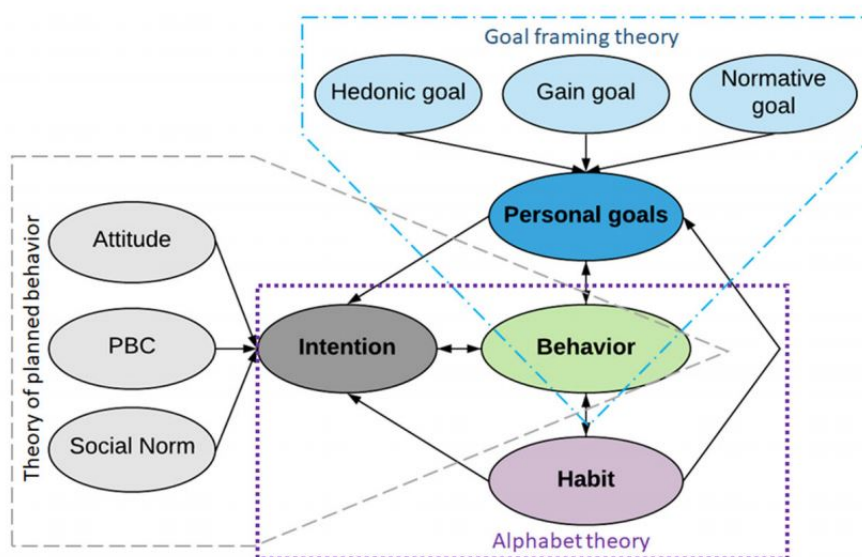 Goal framing theory
Hedonic goal
Gain goal
Normative
goal
Personal goals
Theory of planned behavior
Attitude
PBC
Social Norm
Intention
Behavior
Habit
Alphabet theory